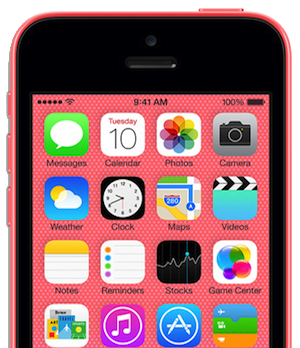 9:41 AM 100%
Tuesday
10
280
Messages Calendar Photos Camera
Weather Clock Maps Videos
Notes Reminders Stocks Game Center